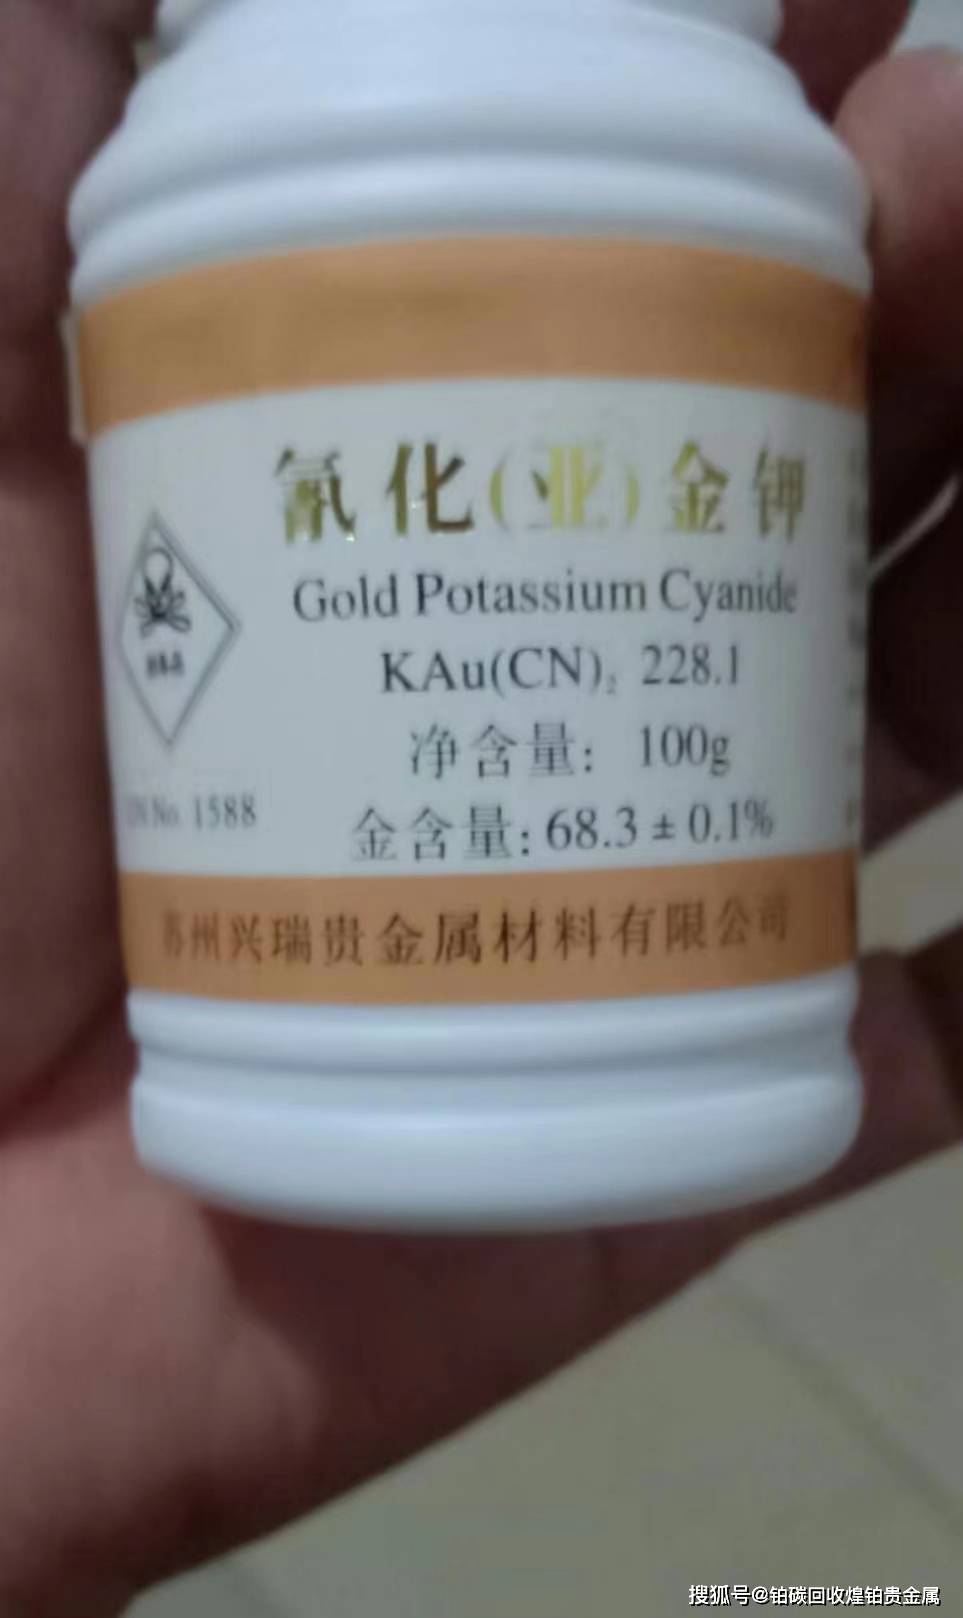 氰化(亚)金钾
Gold Potassium Cyanide
KAu(CN)₂ 228.1
净含量: 100g
金含量: 68.3±0.1%
No. 1588
苏州兴瑞贵金属材料有限公司
搜狐号@铂碳回收煌铂贵金属